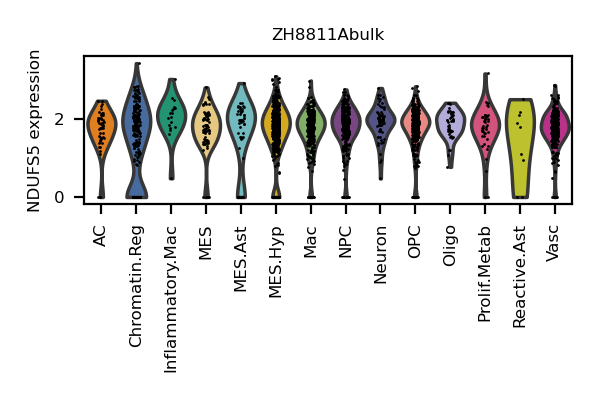 ZH8811Abulk
NDUFS5 expression
2
0
AC
Chromatin.Reg
Inflammatory.Mac
MES
MES.Ast
MES.Hyp
Mac
NPC
Neuron
OPC
Oligo
Prolif.Metab
Reactive.Ast
Vasc